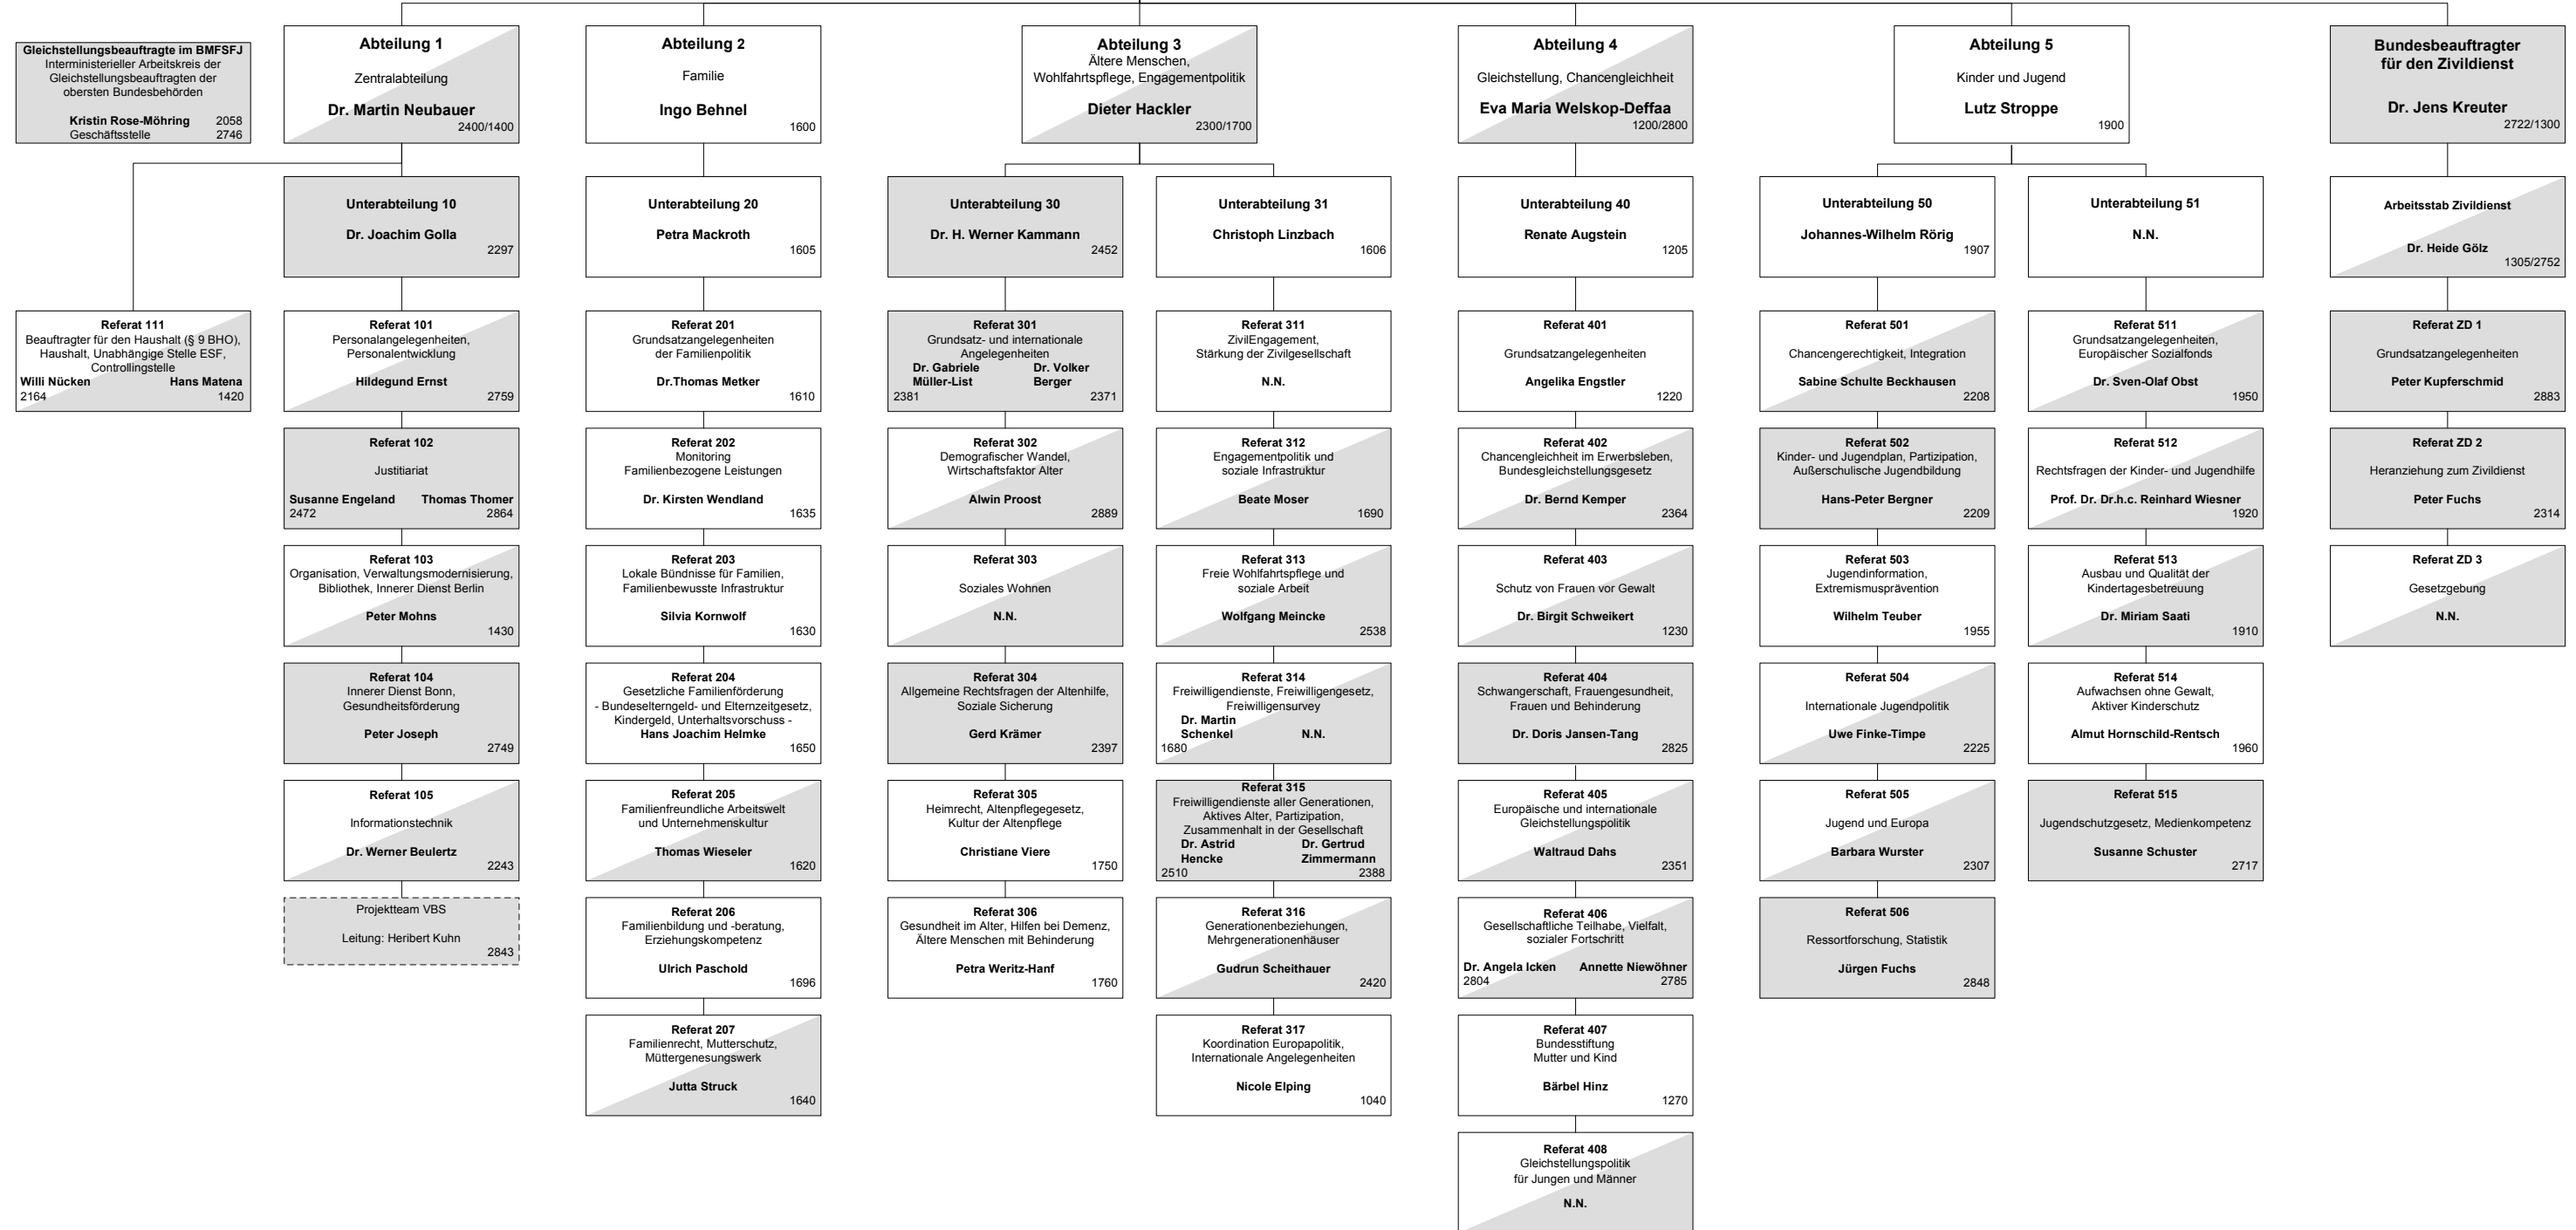 Gleichstellungsbeauftragte im BMFSFJ
Interministerieller Arbeitskreis der
Gleichstellungsbeauftragten der
obersten Bundesbehörden
Kristin Rose-Möhring 2058
Geschäftsstelle 2746
Abteilung 1
Zentralabteilung
Dr. Martin Neubauer
2400/1400
Abteilung 2
Familie
Ingo Behnel
1600
Abteilung 3
Ältere Menschen,
Wohlfahrtspflege, Engagementpolitik
Dieter Hackler
2300/1700
Abteilung 4
Gleichstellung, Chancengleichheit
Eva Maria Welskop-Deffaa
1200/2800
Abteilung 5
Kinder und Jugend
Lutz Stroppe
1900
Bundesbeauftragter
für den Zivildienst
Dr. Jens Kreuter
2722/1300
Unterabteilung 10
Dr. Joachim Golla
2297
Unterabteilung 20
Petra Mackroth
1605
Unterabteilung 30
Dr. H. Werner Kammann
2452
Unterabteilung 31
Christoph Linzbach
1606
Unterabteilung 40
Renate Augstein
1205
Unterabteilung 50
Johannes-Wilhelm Rörig
1907
Unterabteilung 51
N.N.
Arbeitsstab Zivildienst
Dr. Heide Gölz
1305/2752
Referat 111
Beauftragter für den Haushalt (§ 9 BHO),
Haushalt, Unabhängige Stelle ESF,
Controllingstelle
Willi Nücken Hans Matena
2164 1420
Referat 101
Personalangelegenheiten,
Personalentwicklung
Hildegund Ernst
2759
Referat 201
Grundsatzangelegenheiten
der Familienpolitik
Dr.Thomas Metker
1610
Referat 301
Grundsatz- und internationale
Angelegenheiten
Dr. Gabriele Dr. Volker
Müller-List Berger
2381 2371
Referat 311
ZivilEngagement,
Stärkung der Zivilgesellschaft
N.N.
Referat 401
Grundsatzangelegenheiten
Angelika Engstler
1220
Referat 501
Chancengerechtigkeit, Integration
Sabine Schulte Beckhausen
2208
Referat 511
Grundsatzangelegenheiten,
Europäischer Sozialfonds
Dr. Sven-Olaf Obst
1950
Referat ZD 1
Grundsatzangelegenheiten
Peter Kupferschmid
2883
Referat 102
Justitiariat
Susanne Engeland Thomas Thomer
2472 2864
Referat 202
Monitoring
Familienbezogene Leistungen
Dr. Kirsten Wendland
1635
Referat 302
Demografischer Wandel,
Wirtschaftsfaktor Alter
Alwin Proost
2889
Referat 312
Engagementpolitik und
soziale Infrastruktur
Beate Moser
1690
Referat 402
Chancengleichheit im Erwerbsleben,
Bundesgleichstellungsgesetz
Dr. Bernd Kemper
2364
Referat 502
Kinder- und Jugendplan, Partizipation,
Außerschulische Jugendbildung
Hans-Peter Bergner
2209
Referat 512
Rechtsfragen der Kinder- und Jugendhilfe
Prof. Dr. Dr.h.c. Reinhard Wiesner
1920
Referat ZD 2
Heranziehung zum Zivildienst
Peter Fuchs
2314
Referat 103
Organisation, Verwaltungsmodernisierung,
Bibliothek, Innerer Dienst Berlin
Peter Mohns
1430
Referat 203
Lokale Bündnisse für Familien,
Familienbewusste Infrastruktur
Silvia Kornwolf
1630
Referat 303
Soziales Wohnen
N.N.
Referat 313
Freie Wohlfahrtspflege und
soziale Arbeit
Wolfgang Meincke
2538
Referat 403
Schutz von Frauen vor Gewalt
Dr. Birgit Schweikert
1230
Referat 503
Jugendinformation,
Extremismusprävention
Wilhelm Teuber
1955
Referat 513
Ausbau und Qualität der
Kindertagesbetreuung
Dr. Miriam Saati
1910
Referat ZD 3
Gesetzgebung
N.N.
Referat 104
Innerer Dienst Bonn,
Gesundheitsförderung
Peter Joseph
2749
Referat 204
Gesetzliche Familienförderung
- Bundeselterngeld- und Elternzeitgesetz,
Kindergeld, Unterhaltsvorschuss -
Hans Joachim Helmke
1650
Referat 304
Allgemeine Rechtsfragen der Altenhilfe,
Soziale Sicherung
Gerd Krämer
2397
Referat 314
Freiwilligendienste, Freiwilligengesetz,
Freiwilligensurvey
Dr. Martin
Schenkel N.N.
1680
Referat 404
Schwangerschaft, Frauengesundheit,
Frauen und Behinderung
Dr. Doris Jansen-Tang
2825
Referat 504
Internationale Jugendpolitik
Uwe Finke-Timpe
2225
Referat 514
Aufwachsen ohne Gewalt,
Aktiver Kinderschutz
Almut Hornschild-Rentsch
1960
Referat 105
Informationstechnik
Dr. Werner Beulertz
2243
Referat 205
Familienfreundliche Arbeitswelt
und Unternehmenskultur
Thomas Wieseler
1620
Referat 305
Heimrecht, Altenpflegegesetz,
Kultur der Altenpflege
Christiane Viere
1750
Referat 315
Freiwilligendienste aller Generationen,
Aktives Alter, Partizipation,
Zusammenhalt in der Gesellschaft
Dr. Astrid Dr. Gertrud
Hencke Zimmermann
2510 2388
Referat 405
Europäische und internationale
Gleichstellungspolitik
Waltraud Dahs
2351
Referat 505
Jugend und Europa
Barbara Wurster
2307
Referat 515
Jugendschutzgesetz, Medienkompetenz
Susanne Schuster
2717
Projektteam VBS
Leitung: Heribert Kuhn
2843
Referat 206
Familienbildung und -beratung,
Erziehungskompetenz
Ulrich Paschold
1696
Referat 306
Gesundheit im Alter, Hilfen bei Demenz,
Ältere Menschen mit Behinderung
Petra Weritz-Hanf
1760
Referat 316
Generationenbeziehungen,
Mehrgenerationenhäuser
Gudrun Scheithauer
2420
Referat 406
Gesellschaftliche Teilhabe, Vielfalt,
sozialer Fortschritt
Dr. Angela Icken Annette Niewöhner
2804 2785
Referat 506
Ressortforschung, Statistik
Jürgen Fuchs
2848
Referat 207
Familienrecht, Mutterschutz,
Müttergenesungswerk
Jutta Struck
1640
Referat 317
Koordination Europapolitik,
Internationale Angelegenheiten
Nicole Elping
1040
Referat 407
Bundesstiftung
Mutter und Kind
Bärbel Hinz
1270
Referat 408
Gleichstellungspolitik
für Jungen und Männer
N.N.